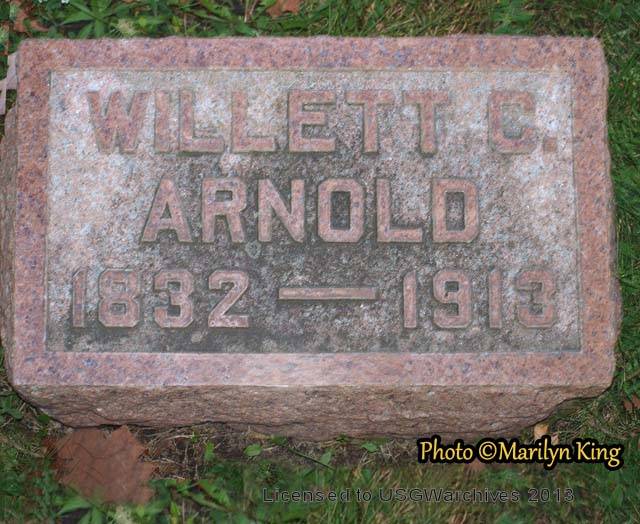 WILLETT C.
ARNOLD
1832 — 1913
Photo ©Marilyn King
Licensed to USGWarchives 2013